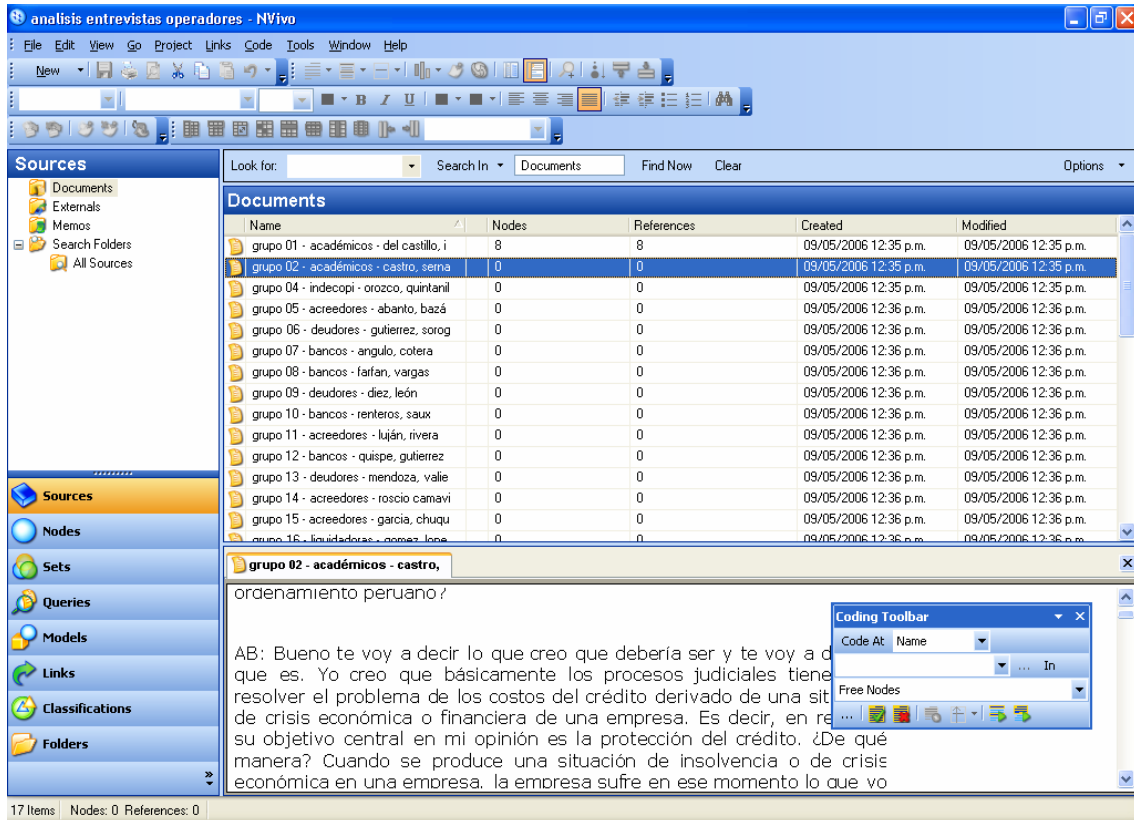 analisis entrevistas operadores - NVivo
File Edit View Go Project Links Code Tools Window Help
New
B I U
Sources
Documents
Externals
Memos
Search Folders
All Sources
Look for: Search In Documents Find Now Clear Options
Documents
Name Nodes References Created Modified
grupo 01 - académicos - del castillo, i 8 8 09/05/2006 12:35 p.m. 09/05/2006 12:35 p.m.
grupo 02 - académicos - castro, serna 0 0 09/05/2006 12:35 p.m. 09/05/2006 12:35 p.m.
grupo 04 - indecopi - orozco, quintanil 0 0 09/05/2006 12:35 p.m. 09/05/2006 12:35 p.m.
grupo 05 - acreedores - abanto, bazá 0 0 09/05/2006 12:36 p.m. 09/05/2006 12:36 p.m.
grupo 06 - deudores - gutierrez, sorog 0 0 09/05/2006 12:36 p.m. 09/05/2006 12:36 p.m.
grupo 07 - bancos - angulo, cotera 0 0 09/05/2006 12:36 p.m. 09/05/2006 12:36 p.m.
grupo 08 - bancos - farfan, vargas 0 0 09/05/2006 12:36 p.m. 09/05/2006 12:36 p.m.
grupo 09 - deudores - diez, león 0 0 09/05/2006 12:36 p.m. 09/05/2006 12:36 p.m.
grupo 10 - bancos - renteros, saux 0 0 09/05/2006 12:36 p.m. 09/05/2006 12:36 p.m.
grupo 11 - acreedores - luján, rivera 0 0 09/05/2006 12:36 p.m. 09/05/2006 12:36 p.m.
grupo 12 - bancos - quispe, gutierrez 0 0 09/05/2006 12:36 p.m. 09/05/2006 12:36 p.m.
grupo 13 - deudores - mendoza, valie 0 0 09/05/2006 12:36 p.m. 09/05/2006 12:36 p.m.
grupo 14 - acreedores - roscio camavi 0 0 09/05/2006 12:36 p.m. 09/05/2006 12:36 p.m.
grupo 15 - acreedores - garcia, chuqu 0 0 09/05/2006 12:36 p.m. 09/05/2006 12:36 p.m.
grupo 16 - liquidadoras - gomez, lope 0 0 09/05/2006 12:36 p.m. 09/05/2006 12:36 p.m.
Sources
Nodes
Sets
Queries
Models
Links
Classifications
Folders
grupo 02 - académicos - castro,
ordenamiento peruano?
AB: Bueno te voy a decir lo que creo que debería ser y te voy a d
que es. Yo creo que básicamente los procesos judiciales tiene
resolver el problema de los costos del crédito derivado de una sit
de crisis económica o financiera de una empresa. Es decir, en re
su objetivo central en mi opinión es la protección del crédito. ¿De qué
manera? Cuando se produce una situación de insolvencia o de crisis
económica en una empresa, la empresa sufre en ese momento lo que vo
Coding Toolbar
Code At Name
... In
Free Nodes
...
17 Items Nodes: 0 References: 0